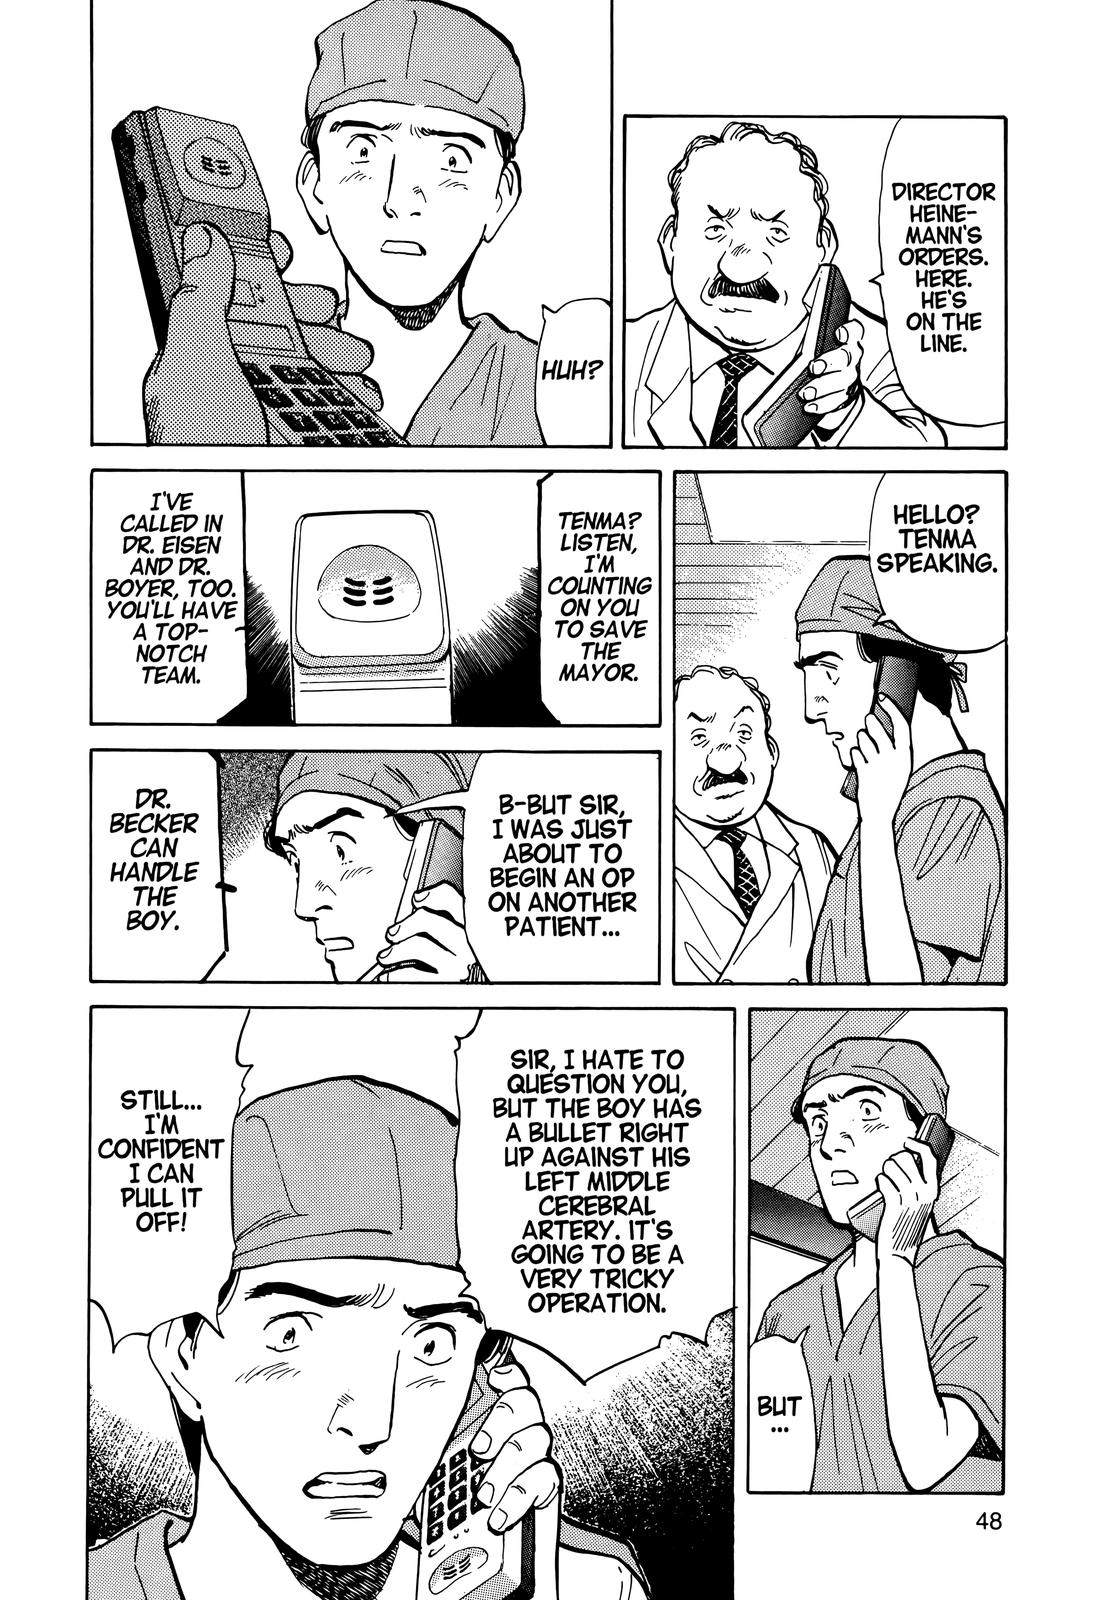 DIRECTOR
HEINE-
MANN'S
ORDERS.
HERE.
HE'S
ON THE
LINE.
HUH?
HELLO?
TENMA
SPEAKING.
TENMA?
LISTEN,
I'M
COUNTING
ON YOU
TO SAVE
THE
MAYOR.
I'VE
CALLED IN
DR. EISEN
AND DR.
BOYER, TOO.
YOU'LL HAVE
A TOP-
NOTCH
TEAM.
B-BUT SIR,
I WAS JUST
ABOUT TO
BEGIN AN OP
ON ANOTHER
PATIENT...
DR.
BECKER
CAN
HANDLE
THE
BOY.
BUT
...
SIR, I HATE TO
QUESTION YOU,
BUT THE BOY HAS
A BULLET RIGHT
UP AGAINST HIS
LEFT MIDDLE
CEREBRAL
ARTERY. IT'S
GOING TO BE A
VERY TRICKY
OPERATION.
STILL...
I'M
CONFIDENT
I CAN
PULL IT
OFF!
48